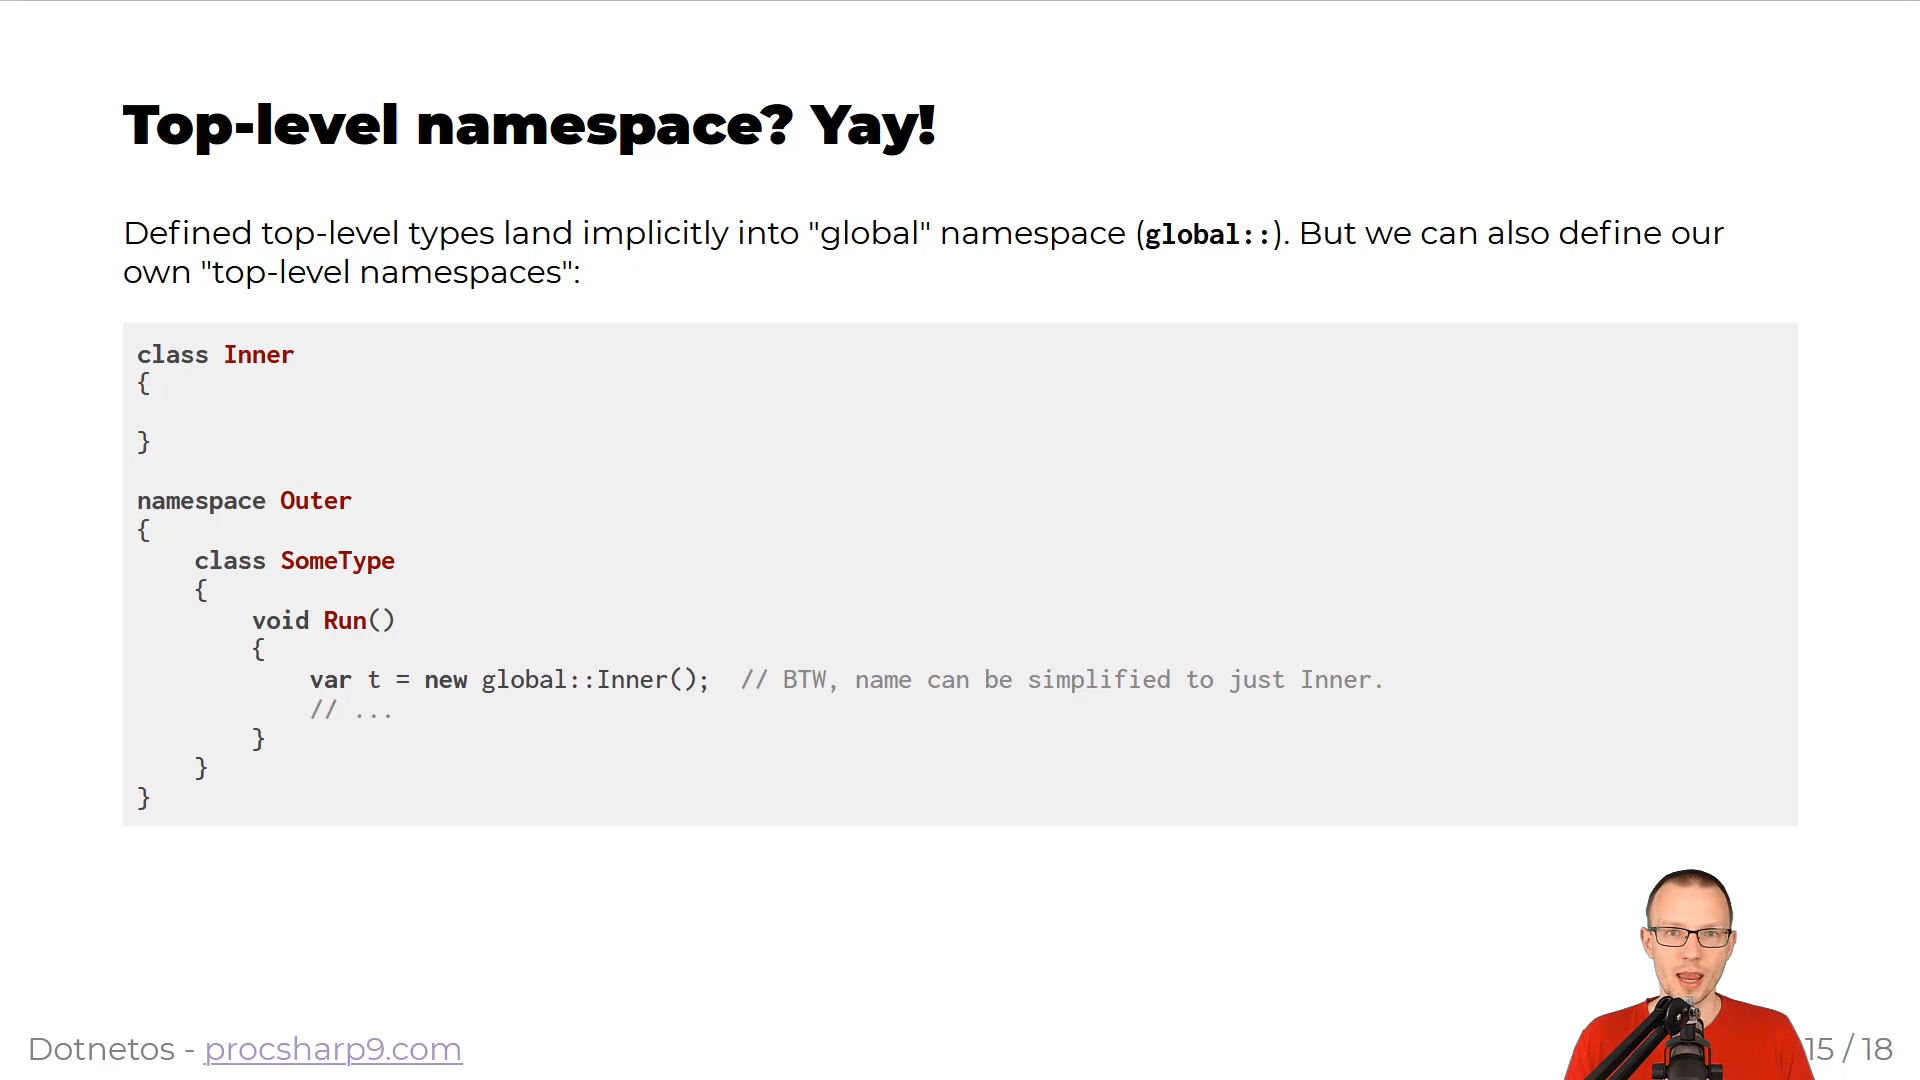 Top-level namespace? Yay!
Defined top-level types land implicitly into "global" namespace (global::). But we can also define our
own "top-level namespaces":
class Inner
{
}
namespace Outer
{
class SomeType
{
void Run()
{
var t = new global::Inner();  // BTW, name can be simplified to just Inner.
// ...
}
}
}
Dotnetos - procsharp9.com
15 / 18